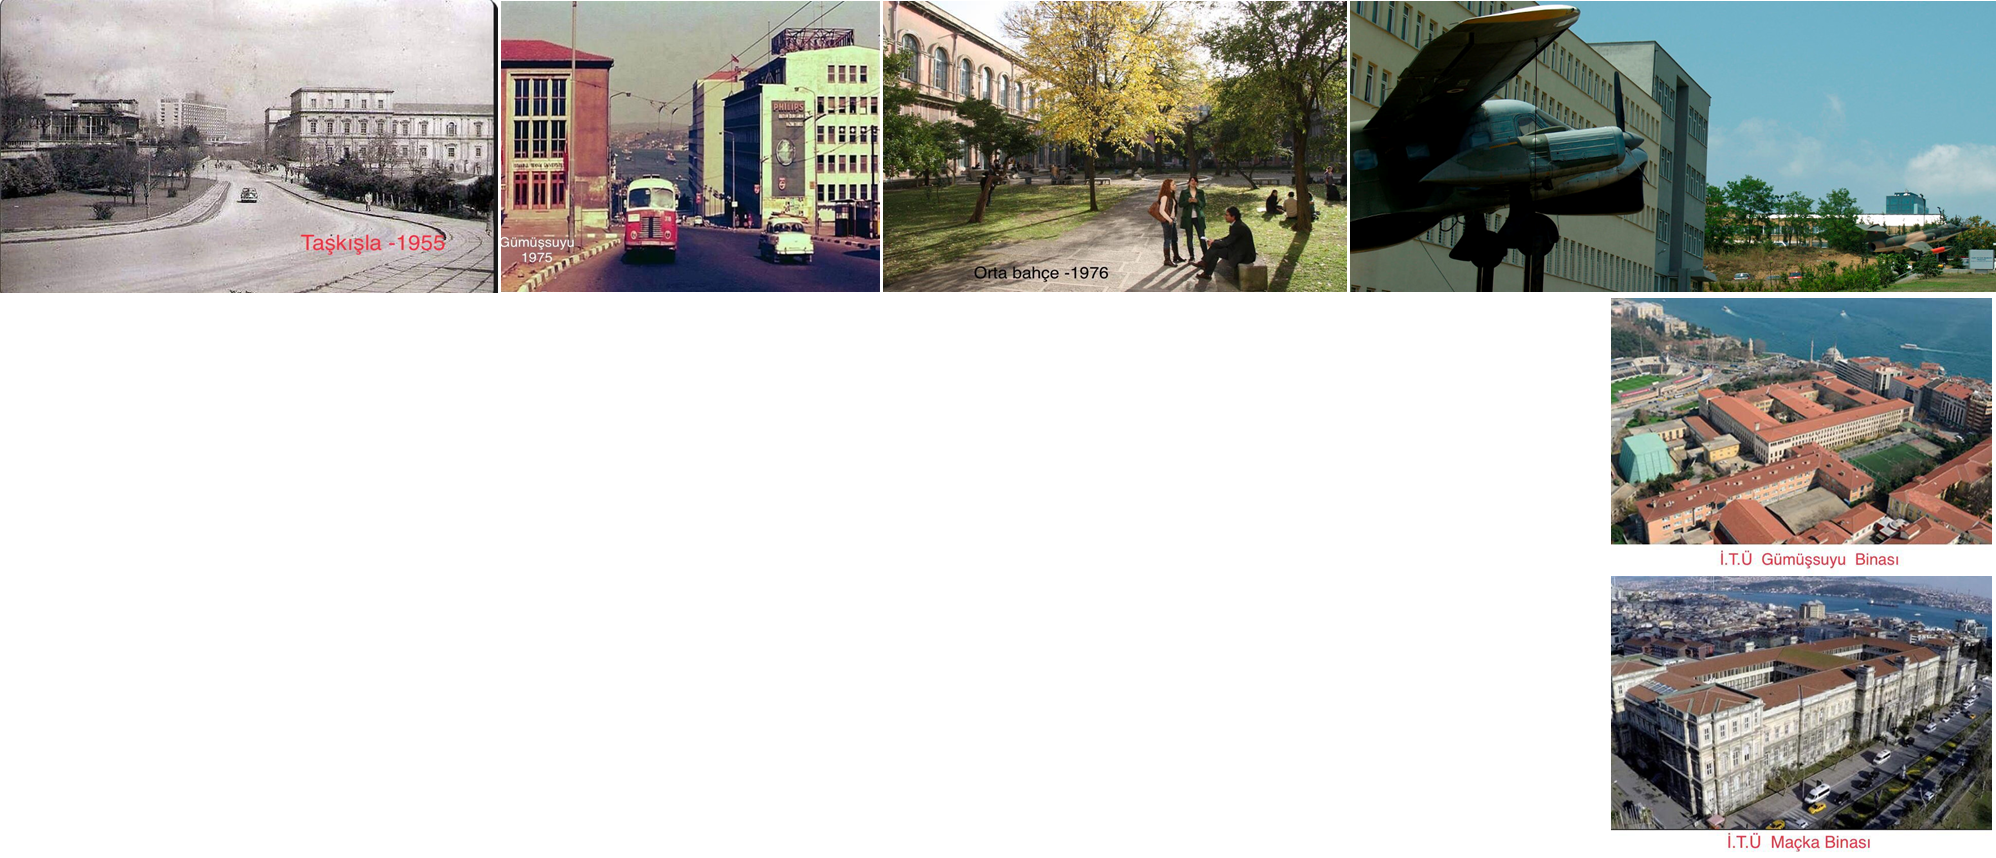 Taşkışla -1955
Gümüşsuyu
1975
PHILIPS
Orta bahçe -1976
İ.T.Ü Gümüşsuyu Binası
İ.T.Ü Maçka Binası